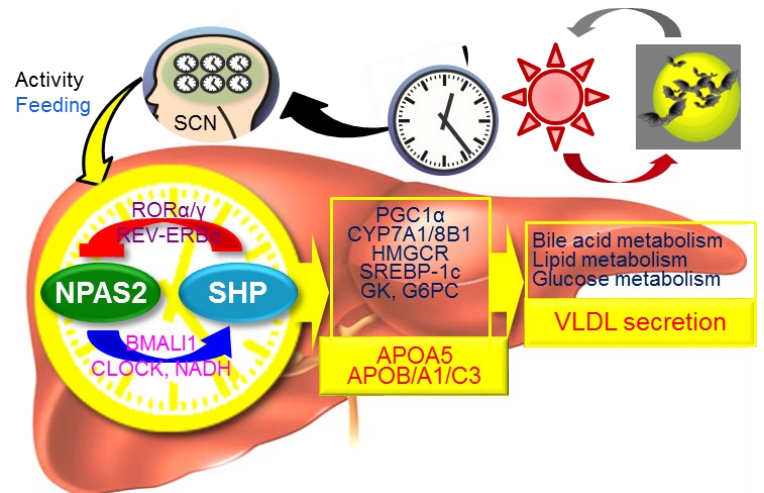 Activity
Feeding
SCN
RORα/γ
REV-ERBα
NPAS2
SHP
BMALI1
CLOCK, NADH
PGC1α
CYP7A1/8B1
HMGCR
SREBP-1c
GK, G6PC
APOA5
APOB/A1/C3
Bile acid metabolism
Lipid metabolism
Glucose metabolism
VLDL secretion